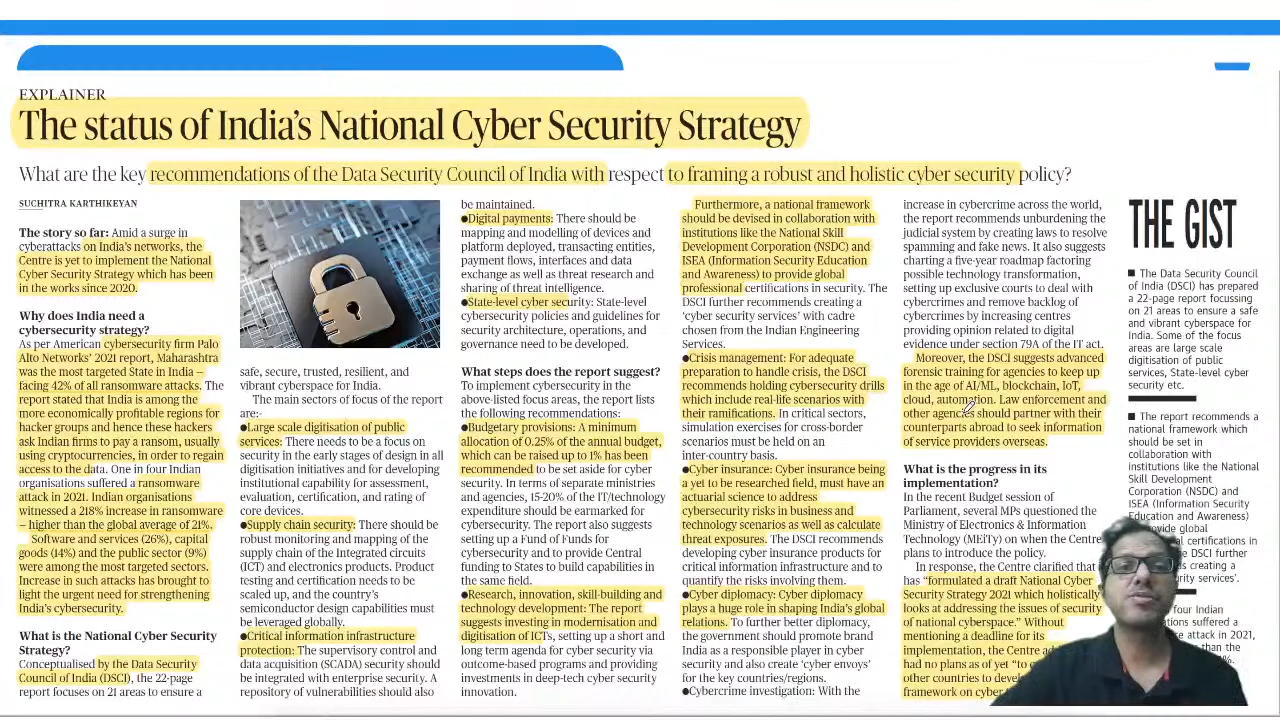 EXPLAINER
The status of India's National Cyber Security Strategy
What are the key recommendations of the Data Security Council of India with respect to framing a robust and holistic cyber security policy?
SUCHITRA KARTHIKEYAN
The story so far: Amid a surge in
cyberattacks on India's networks, the
Centre is yet to implement the National
Cyber Security Strategy which has been
in the works since 2020.
Why does India need a
cybersecurity strategy?
As per American cybersecurity firm Palo
Alto Networks' 2021 report, Maharashtra
was the most targeted State in India —
facing 42% of all ransomware attacks. The
report stated that India is among the
more economically profitable regions for
hacker groups and hence these hackers
ask Indian firms to pay a ransom, usually
using cryptocurrencies, in order to regain
access to the data. One in four Indian
organisations suffered a ransomware
attack in 2021. Indian organisations
witnessed a 218% increase in ransomware
— higher than the global average of 21%.
Software and services (26%), capital
goods (14%) and the public sector (9%)
were among the most targeted sectors.
Increase in such attacks has brought to
light the urgent need for strengthening
India's cybersecurity.
What is the National Cyber Security
Strategy?
Conceptualised by the Data Security
Council of India (DSCI), the 22-page
report focuses on 21 areas to ensure a
safe, secure, trusted, resilient, and
vibrant cyberspace for India.
The main sectors of focus of the report
are:-
●Large scale digitisation of public
services: There needs to be a focus on
security in the early stages of design in all
digitisation initiatives and for developing
institutional capability for assessment,
evaluation, certification, and rating of
core devices.
●Supply chain security: There should be
robust monitoring and mapping of the
supply chain of the Integrated circuits
(ICT) and electronics products. Product
testing and certification needs to be
scaled up, and the country's
semiconductor design capabilities must
be leveraged globally.
●Critical information infrastructure
protection: The supervisory control and
data acquisition (SCADA) security should
be integrated with enterprise security. A
repository of vulnerabilities should also
be maintained.
●Digital payments: There should be
mapping and modelling of devices and
platform deployed, transacting entities,
payment flows, interfaces and data
exchange as well as threat research and
sharing of threat intelligence.
●State-level cyber security: State-level
cybersecurity policies and guidelines for
security architecture, operations, and
governance need to be developed.
What steps does the report suggest?
To implement cybersecurity in the
above-listed focus areas, the report lists
the following recommendations:
●Budgetary provisions: A minimum
allocation of 0.25% of the annual budget,
which can be raised up to 1% has been
recommended to be set aside for cyber
security. In terms of separate ministries
and agencies, 15-20% of the IT/technology
expenditure should be earmarked for
cybersecurity. The report also suggests
setting up a Fund of Funds for
cybersecurity and to provide Central
funding to States to build capabilities in
the same field.
●Research, innovation, skill-building and
technology development: The report
suggests investing in modernisation and
digitisation of ICTs, setting up a short and
long term agenda for cyber security via
outcome-based programs and providing
investments in deep-tech cyber security
innovation.
Furthermore, a national framework
should be devised in collaboration with
institutions like the National Skill
Development Corporation (NSDC) and
ISEA (Information Security Education
and Awareness) to provide global
professional certifications in security. The
DSCI further recommends creating a
'cyber security services' with cadre
chosen from the Indian Engineering
Services.
●Crisis management: For adequate
preparation to handle crisis, the DSCI
recommends holding cybersecurity drills
which include real-life scenarios with
their ramifications. In critical sectors,
simulation exercises for cross-border
scenarios must be held on an
inter-country basis.
●Cyber insurance: Cyber insurance being
a yet to be researched field, must have an
actuarial science to address
cybersecurity risks in business and
technology scenarios as well as calculate
threat exposures. The DSCI recommends
developing cyber insurance products for
critical information infrastructure and to
quantify the risks involving them.
●Cyber diplomacy: Cyber diplomacy
plays a huge role in shaping India's global
relations. To further better diplomacy,
the government should promote brand
India as a responsible player in cyber
security and also create 'cyber envoys'
for the key countries/regions.
●Cybercrime investigation: With the
increase in cybercrime across the world,
the report recommends unburdening the
judicial system by creating laws to resolve
spamming and fake news. It also suggests
charting a five-year roadmap factoring
possible technology transformation,
setting up exclusive courts to deal with
cybercrimes and remove backlog of
cybercrimes by increasing centres
providing opinion related to digital
evidence under section 79A of the IT act.
Moreover, the DSCI suggests advanced
forensic training for agencies to keep up
in the age of AI/ML, blockchain, IoT,
cloud, automation. Law enforcement and
other agencies should partner with their
counterparts abroad to seek information
of service providers overseas.
What is the progress in its
implementation?
In the recent Budget session of
Parliament, several MPs questioned the
Ministry of Electronics & Information
Technology (MEiTy) on when the Centre
plans to introduce the policy.
In response, the Centre clarified that
has "formulated a draft National Cyber
Security Strategy 2021 which holistically
looks at addressing the issues of security
of national cyberspace." Without
mentioning a deadline for its
implementation, the Centre
had no plans as of yet "to
other countries to
framework on cyber
THE GIST
■ The Data Security Council
of India (DSCI) has prepared
a 22-page report focussing
on 21 areas to ensure a safe
and vibrant cyberspace for
India. Some of the focus
areas are large scale
digitisation of public
services, State-level cyber
security etc.
■ The report recommends a
national framework which
should be set in
collaboration with
institutions like the National
Skill Development
Corporation (NSDC) and
ISEA (Information Security
Education and Awareness)
provide global
certifications in
DSCI further
creating a
services'.
four Indian
suffered a
attack in 2021,
than the